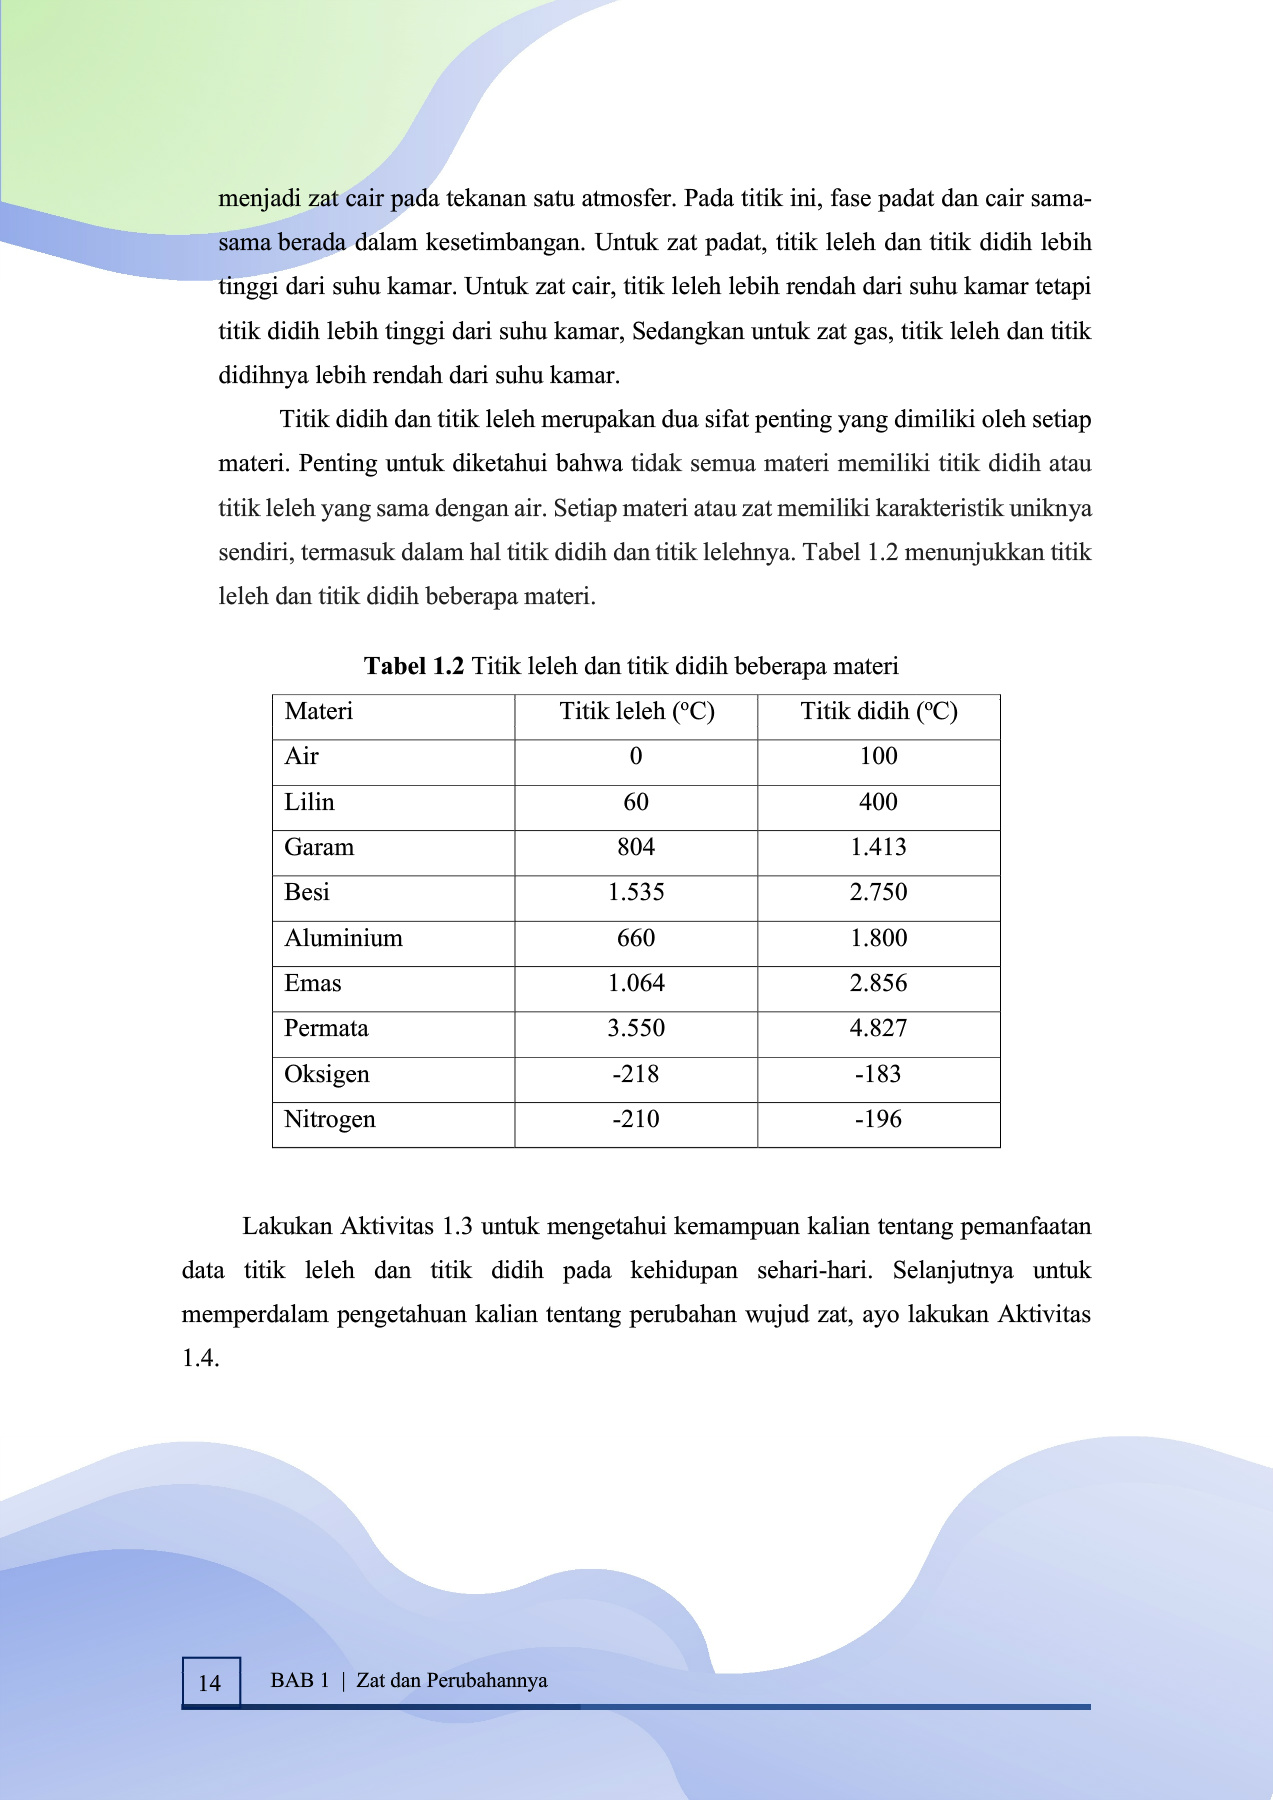 menjadi zat cair pada tekanan satu atmosfer. Pada titik ini, fase padat dan cair sama-
sama berada dalam kesetimbangan. Untuk zat padat, titik leleh dan titik didih lebih
tinggi dari suhu kamar. Untuk zat cair, titik leleh lebih rendah dari suhu kamar tetapi
titik didih lebih tinggi dari suhu kamar, Sedangkan untuk zat gas, titik leleh dan titik
didihnya lebih rendah dari suhu kamar.
Titik didih dan titik leleh merupakan dua sifat penting yang dimiliki oleh setiap
materi. Penting untuk diketahui bahwa tidak semua materi memiliki titik didih atau
titik leleh yang sama dengan air. Setiap materi atau zat memiliki karakteristik uniknya
sendiri, termasuk dalam hal titik didih dan titik lelehnya. Tabel 1.2 menunjukkan titik
leleh dan titik didih beberapa materi.
Tabel 1.2 Titik leleh dan titik didih beberapa materi
Materi Titik leleh (ºC) Titik didih (ºC)
Air 0 100
Lilin 60 400
Garam 804 1.413
Besi 1.535 2.750
Aluminium 660 1.800
Emas 1.064 2.856
Permata 3.550 4.827
Oksigen -218 -183
Nitrogen -210 -196
Lakukan Aktivitas 1.3 untuk mengetahui kemampuan kalian tentang pemanfaatan
data titik leleh dan titik didih pada kehidupan sehari-hari. Selanjutnya untuk
memperdalam pengetahuan kalian tentang perubahan wujud zat, ayo lakukan Aktivitas
1.4.
14 BAB 1 | Zat dan Perubahannya